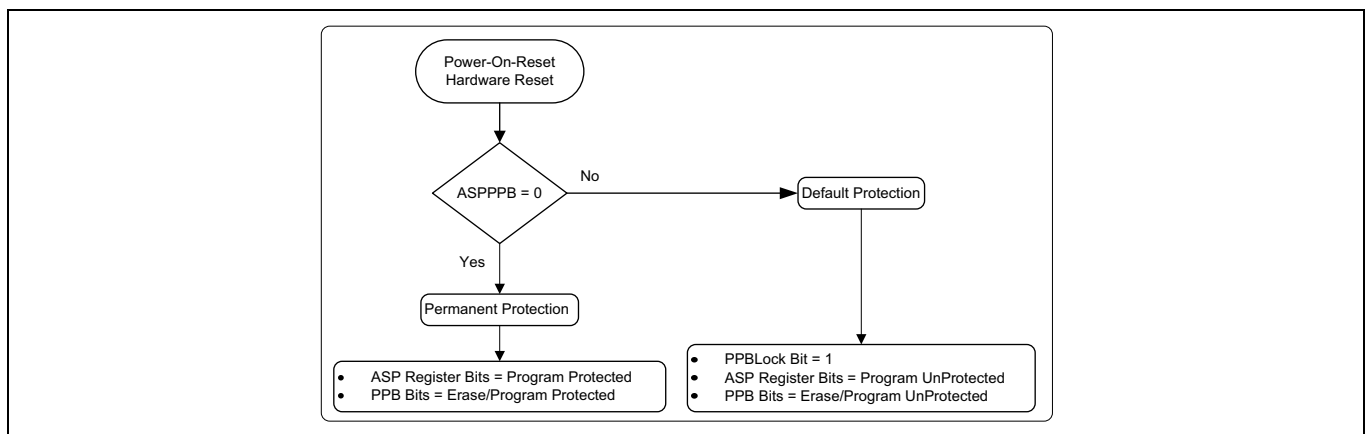 Power-On-Reset
Hardware Reset
ASPPPB = 0
No
Default Protection
Yes
Permanent Protection
• ASP Register Bits = Program Protected
• PPB Bits = Erase/Program Protected
• PPBLock Bit = 1
• ASP Register Bits = Program UnProtected
• PPB Bits = Erase/Program UnProtected